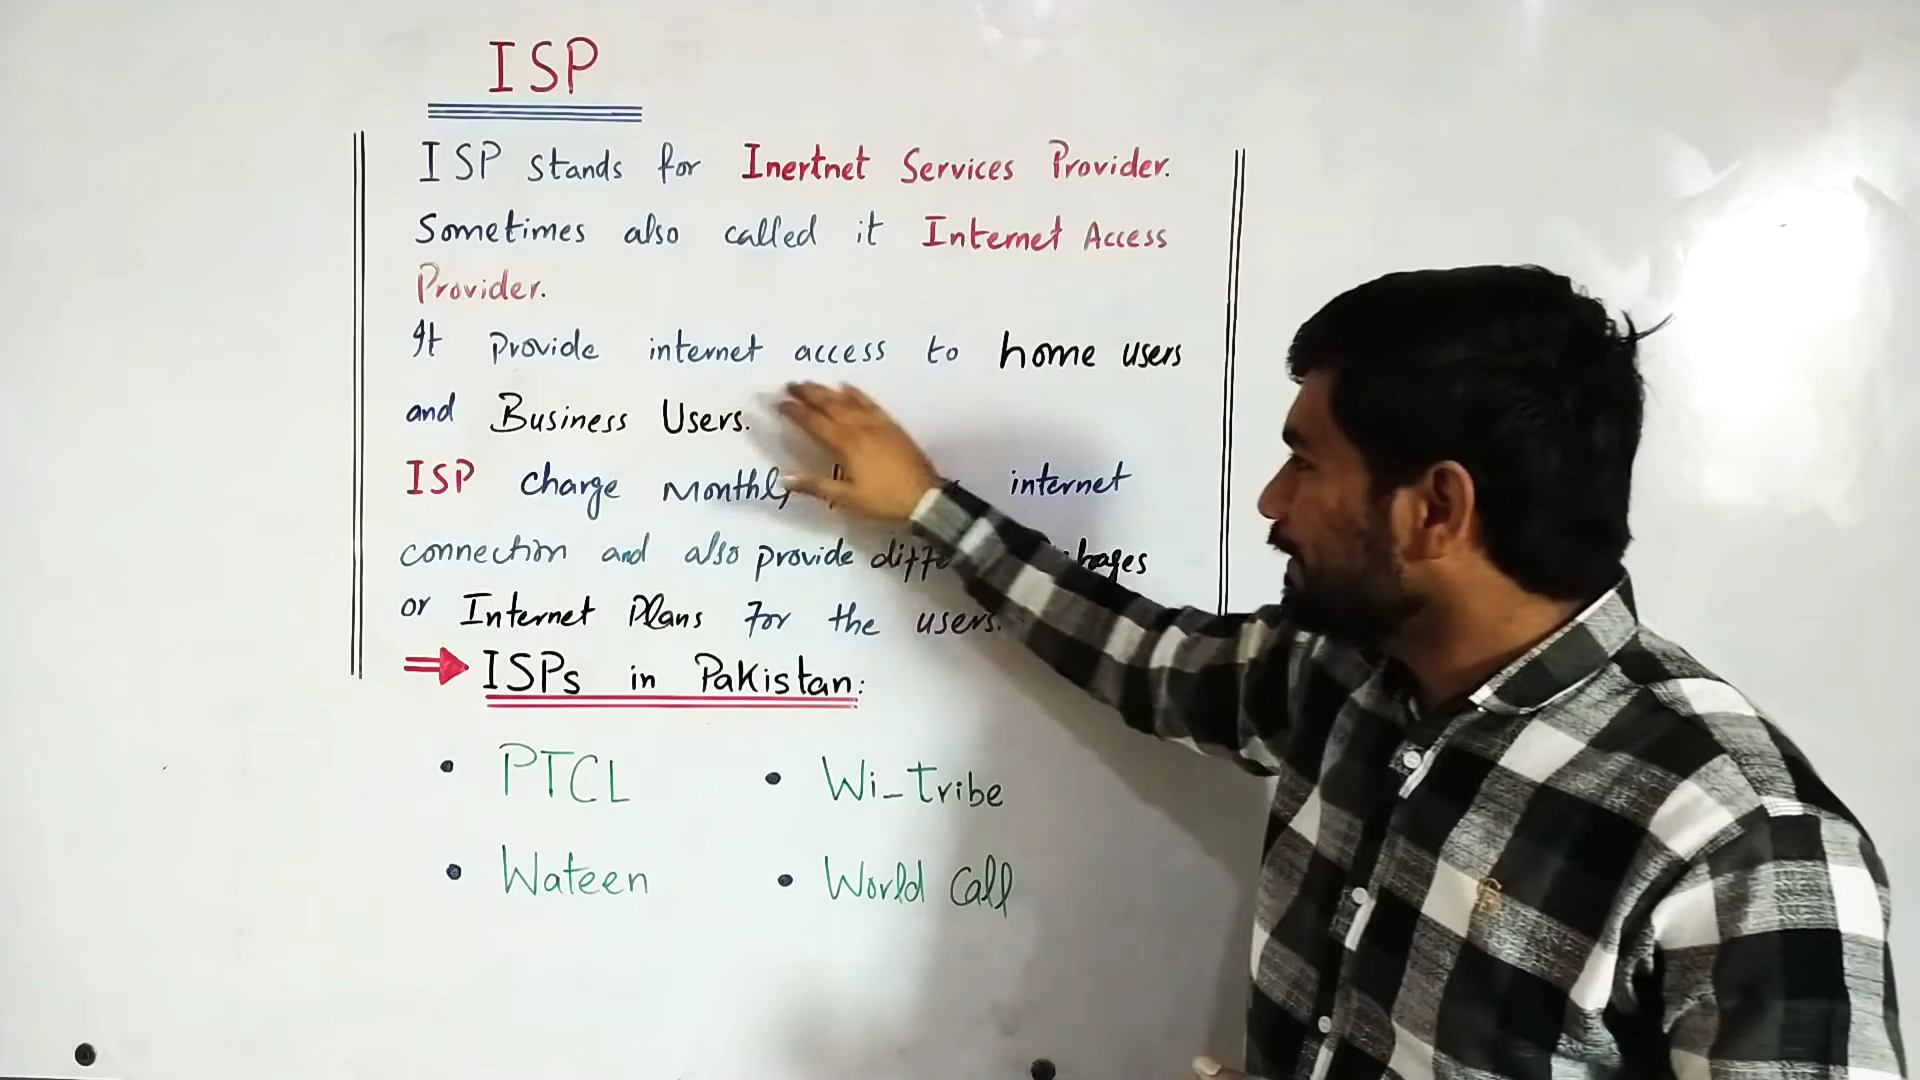 ISP
ISP stands for Inertnet Services Provider.
Sometimes also called it Internet Access
Provider.
It Provide internet access to home users
and Business Users.
ISP charge Monthly internet
connection and also provide
or Internet Plans for the users.
⇒ ISPs in Pakistan:
• PTCL • Wi-tribe
• Wateen • World Call